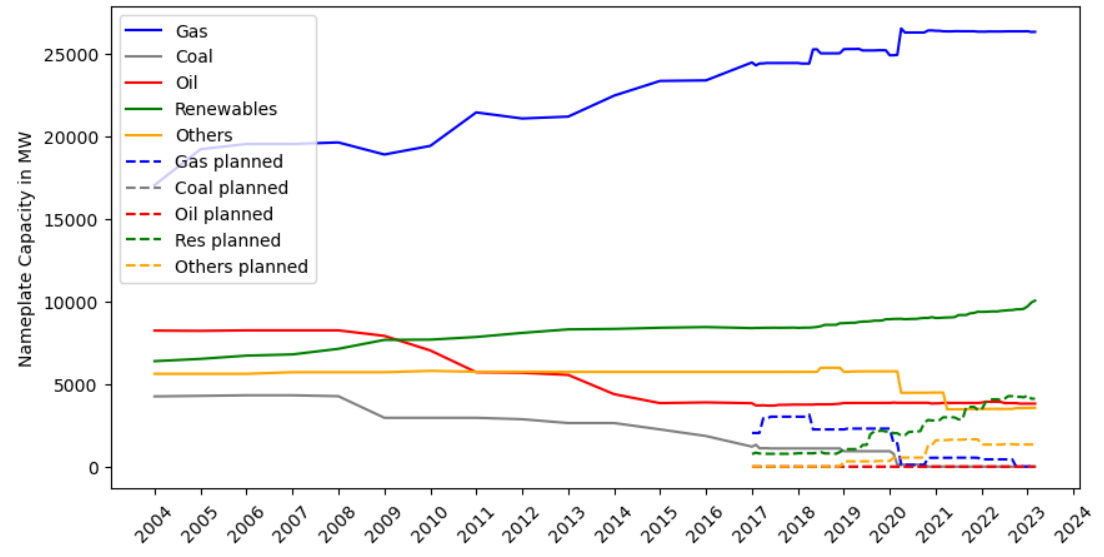 Nameplate Capacity in MW
25000
20000
15000
10000
5000
0
Gas
Coal
Oil
Renewables
Others
Gas planned
Coal planned
Oil planned
Res planned
Others planned
2004 2005 2006 2007 2008 2009 2010 2011 2012 2013 2014 2015 2016 2017 2018 2019 2020 2021 2022 2023 2024